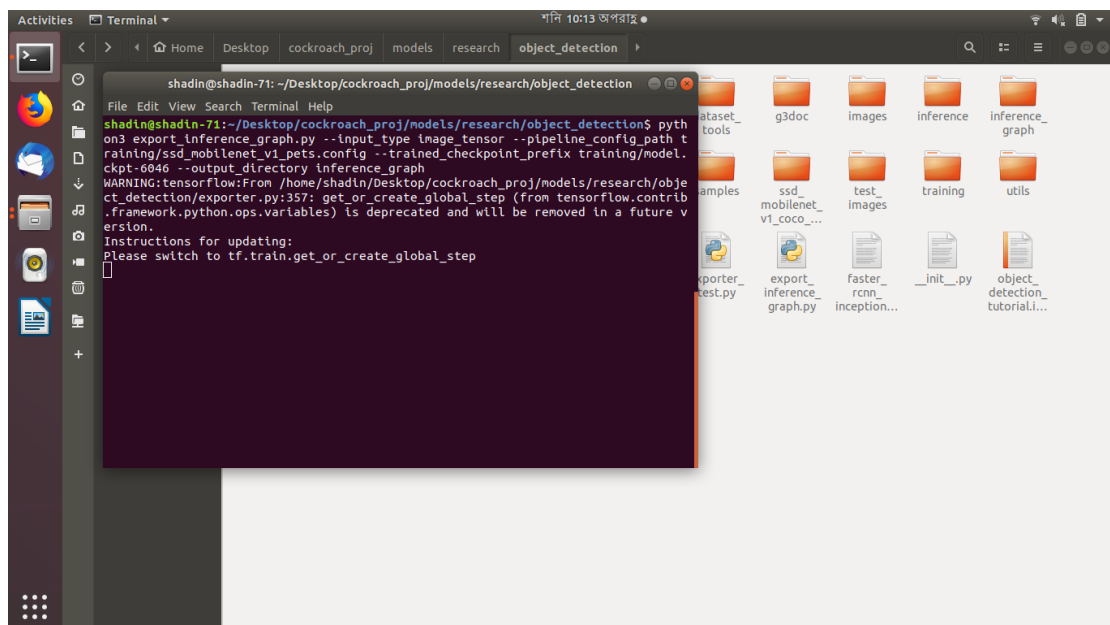 Activities
Terminal
শনি 10:13 অপরাহ্ণ
Home
Desktop
cockroach_proj
models
research
object_detection
shadin@shadin-71: ~/Desktop/cockroach_proj/models/research/object_detection
File Edit View Search Terminal Help
shadin@shadin-71:~/Desktop/cockroach_proj/models/research/object_detection$ pyth
on3 export_inference_graph.py --input_type image_tensor --pipeline_config_path t
raining/ssd_mobilenet_v1_pets.config --trained_checkpoint_prefix training/model.
ckpt-6046 --output_directory inference_graph
WARNING:tensorflow:From /home/shadin/Desktop/cockroach_proj/models/research/obje
ct_detection/exporter.py:357: get_or_create_global_step (from tensorflow.contrib
.framework.python.ops.variables) is deprecated and will be removed in a future v
ersion.
Instructions for updating:
Please switch to tf.train.get_or_create_global_step
ataset_
tools
g3doc
images
inference
inference_
graph
amples
ssd_
mobilenet_
v1_coco_...
test_
images
training
utils
xporter_
test.py
export_
inference_
graph.py
faster_
rcnn_
inception...
__init__.py
object_
detection_
tutorial.i...